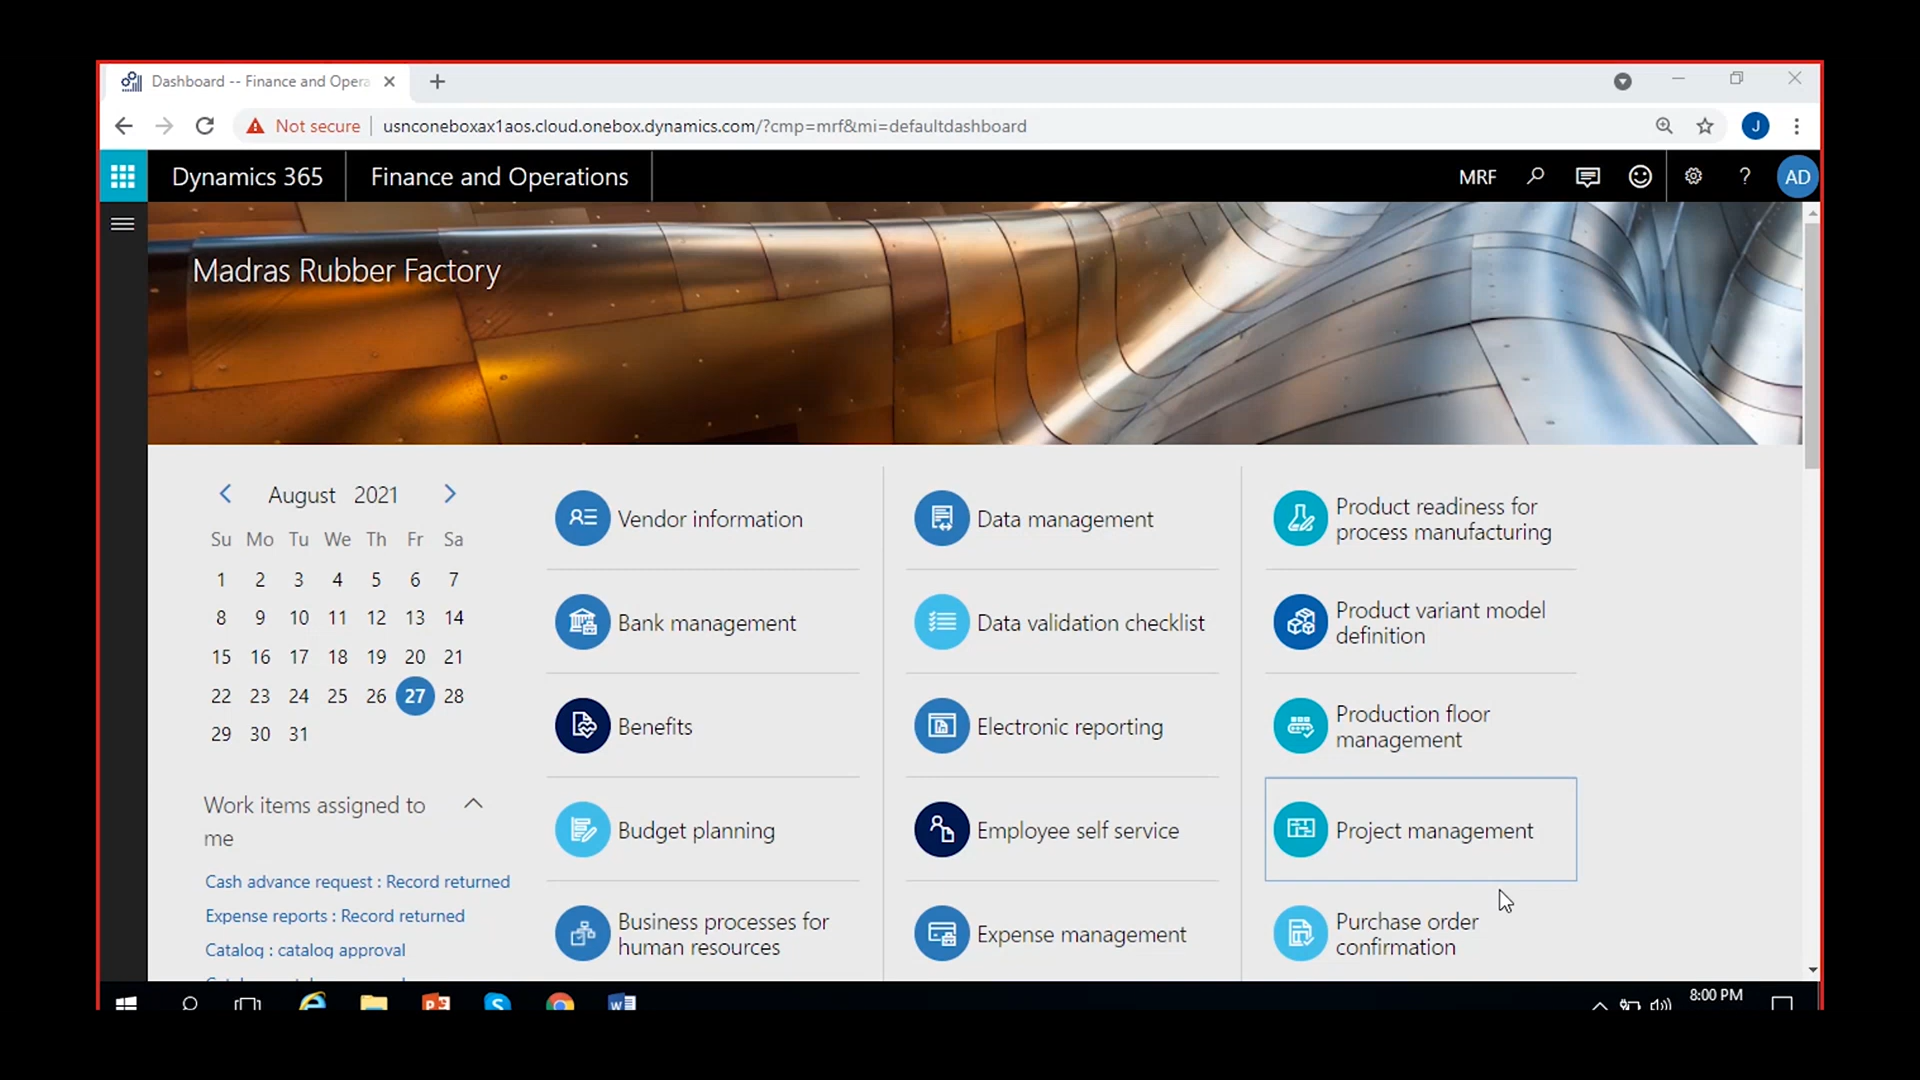 Dashboard -- Finance and Opera
Not secure
usnconeboxax1aos.cloud.onebox.dynamics.com/?cmp=mrf&mi=defaultdashboard
J
Dynamics 365
Finance and Operations
MRF
?
AD
Madras Rubber Factory
August 2021
Su Mo Tu We Th Fr Sa
1 2 3 4 5 6 7
8 9 10 11 12 13 14
15 16 17 18 19 20 21
22 23 24 25 26 27 28
29 30 31
Work items assigned to
me
Cash advance request : Record returned
Expense reports : Record returned
Catalog : catalog approval
Vendor information
Bank management
Benefits
Budget planning
Business processes for
human resources
Data management
Data validation checklist
Electronic reporting
Employee self service
Expense management
Product readiness for
process manufacturing
Product variant model
definition
Production floor
management
Project management
Purchase order
confirmation
8:00 PM